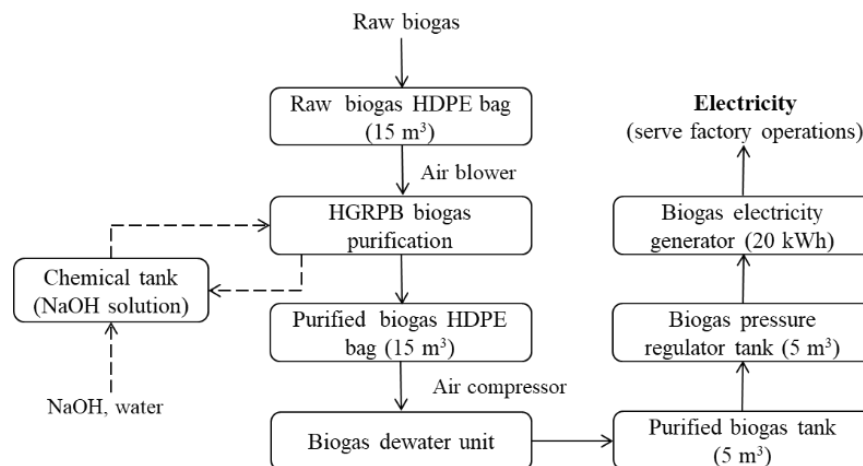 Raw biogas
Raw biogas HDPE bag
(15 m³)
Air blower
HGRPB biogas
purification
Chemical tank
(NaOH solution)
NaOH, water
Purified biogas HDPE
bag (15 m³)
Air compressor
Biogas dewater unit
Purified biogas tank
(5 m³)
Biogas pressure
regulator tank (5 m³)
Biogas electricity
generator (20 kWh)
Electricity
(serve factory operations)